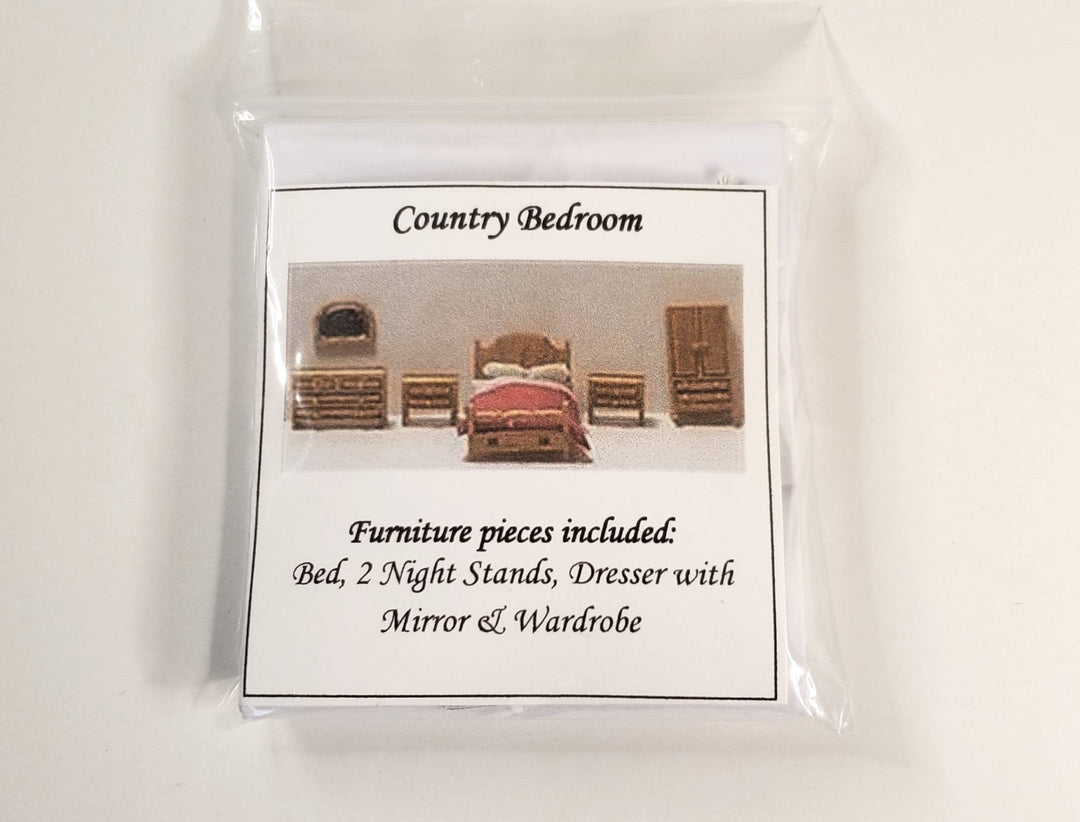 Country Bedroom
Furniture pieces included:
Bed, 2 Night Stands, Dresser with
Mirror & Wardrobe